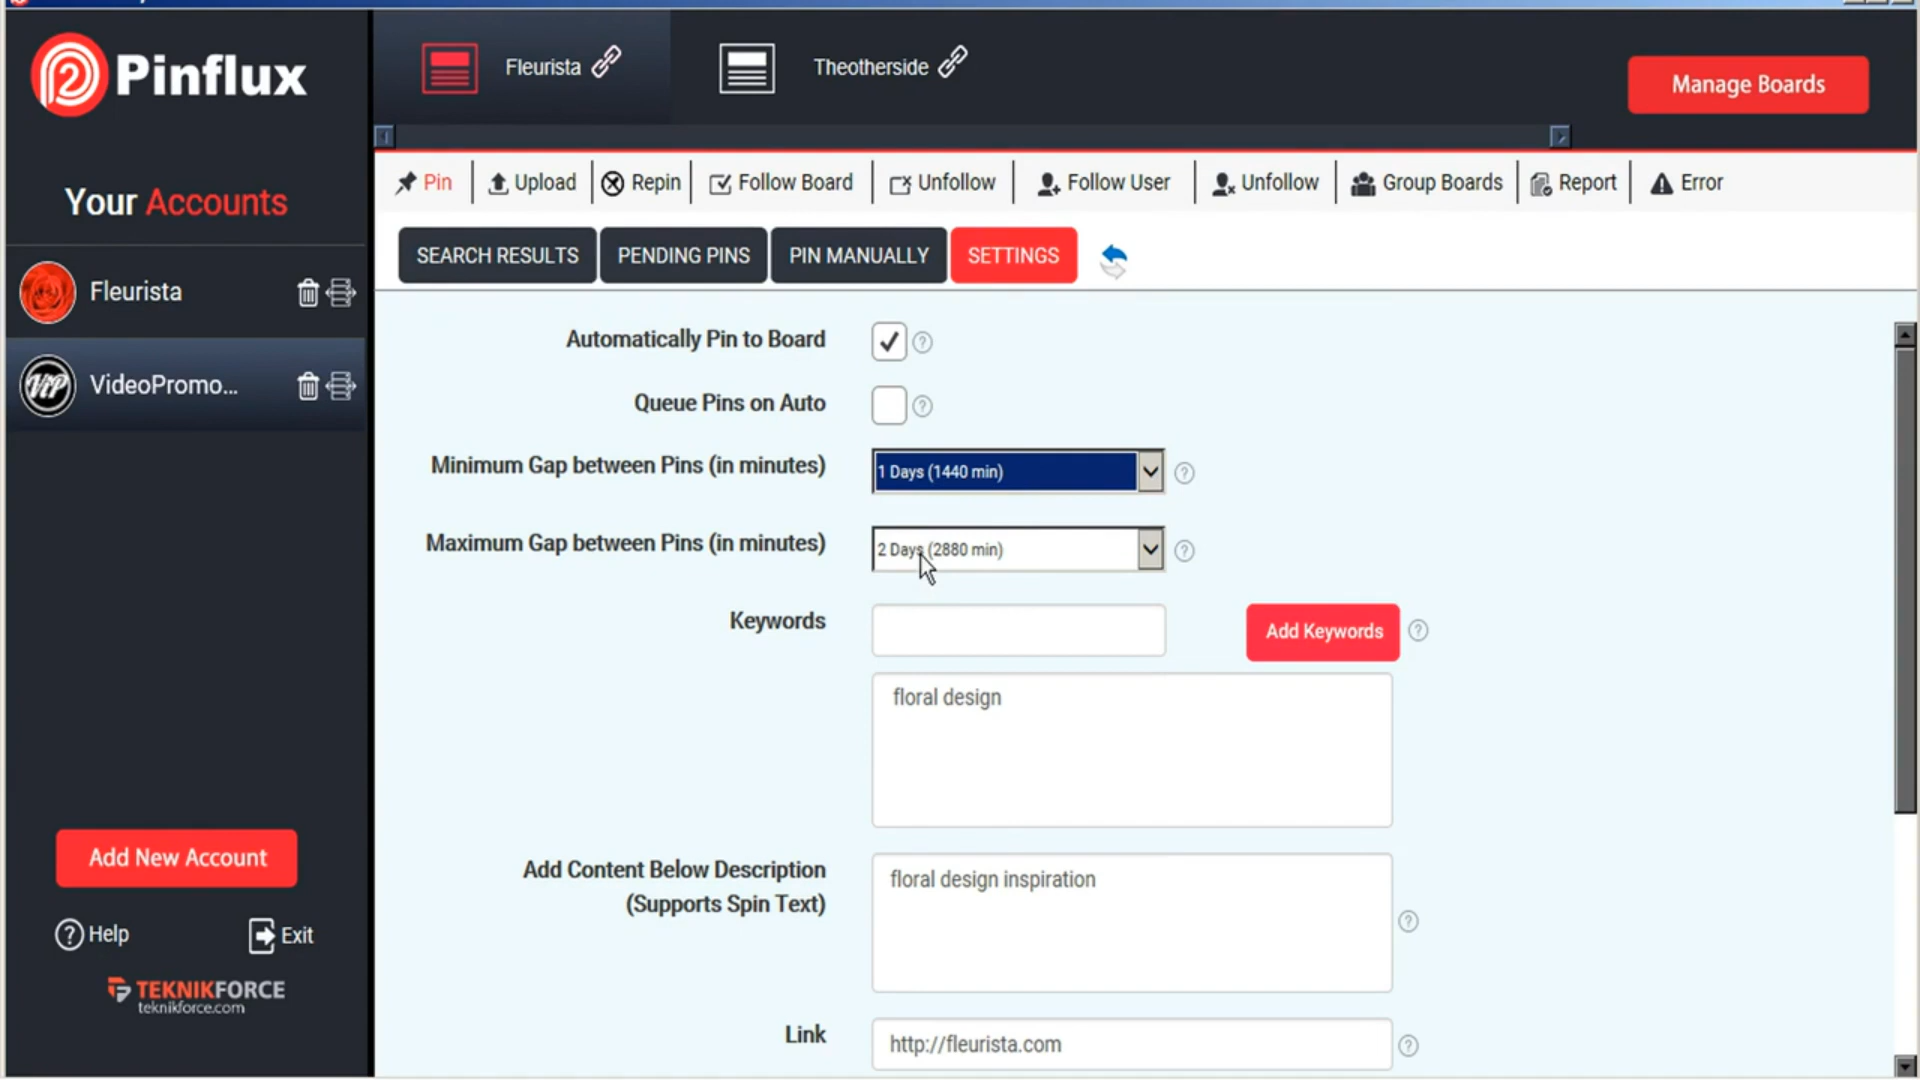 Pinflux
Fleurista
Theotherside
Manage Boards
Your Accounts
Pin
Upload
Repin
Follow Board
Unfollow
Follow User
Unfollow
Group Boards
Report
Error
SEARCH RESULTS
PENDING PINS
PIN MANUALLY
SETTINGS
Fleurista
VideoPromo...
Automatically Pin to Board
Queue Pins on Auto
Minimum Gap between Pins (in minutes)
1 Days (1440 min)
Maximum Gap between Pins (in minutes)
2 Days (2880 min)
Keywords
Add Keywords
floral design
Add Content Below Description
(Supports Spin Text)
floral design inspiration
Link
http://fleurista.com
Add New Account
Help
Exit
TEKNIKFORCE
teknikforce.com